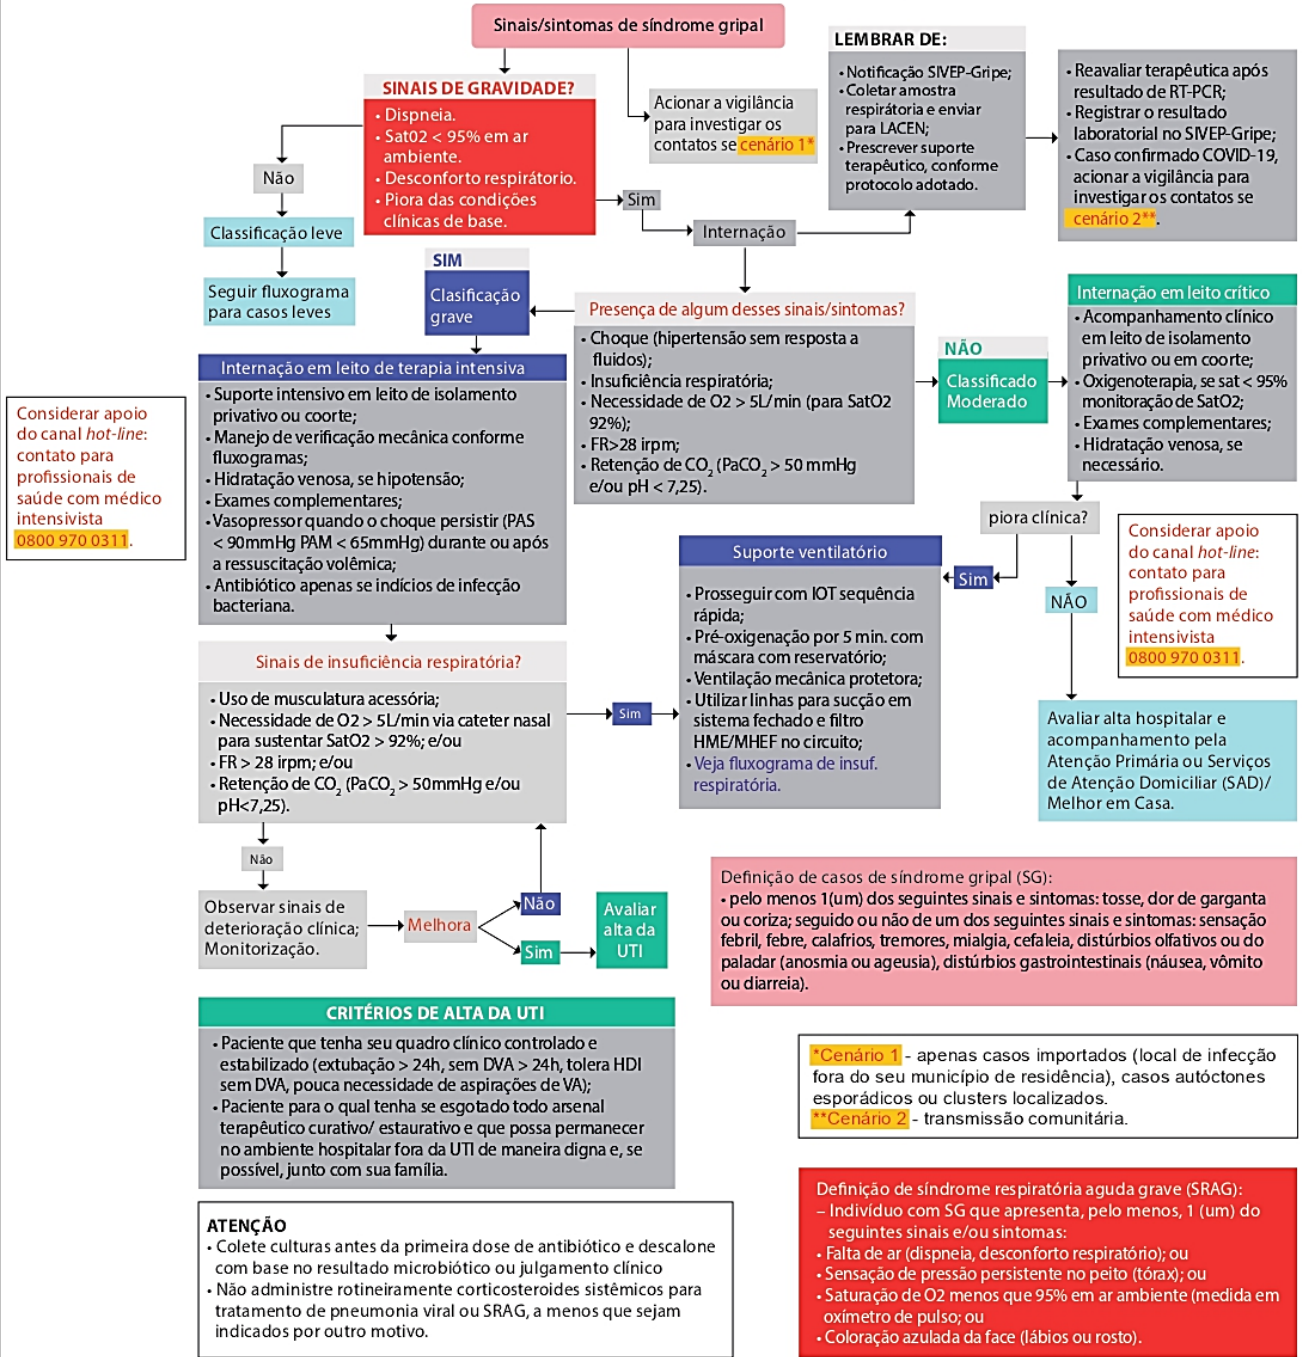 Sinais/sintomas de síndrome gripal
SINAIS DE GRAVIDADE?
• Dispneia.
• Sat02 < 95% em ar
ambiente.
• Desconforto respirátorio.
• Piora das condições
clínicas de base.
Acionar a vigilância
para investigar os
contatos se cenário 1*
LEMBRAR DE:
• Notificação SIVEP-Gripe;
• Coletar amostra
respirátoria e enviar
para LACEN;
• Prescrever suporte
terapêutico, conforme
protocolo adotado.
• Reavaliar terapêutica após
resultado de RT-PCR;
• Registrar o resultado
laboratorial no SIVEP-Gripe;
• Caso confirmado COVID-19,
acionar a vigilância para
investigar os contatos se
cenário 2**.
Não
Sim
Internação
Classificação leve
Seguir fluxograma
para casos leves
SIM
Clasificação
grave
Presença de algum desses sinais/sintomas?
• Choque (hipertensão sem resposta a
fluidos);
• Insuficiência respiratória;
• Necessidade de O2 > 5L/min (para SatO2
92%);
• FR>28 irpm;
• Retenção de CO2 (PaCO2 > 50 mmHg
e/ou pH < 7,25).
NÃO
Classificado
Moderado
Internação em leito crítico
• Acompanhamento clínico
em leito de isolamento
privativo ou em coorte;
• Oxigenoterapia, se sat < 95%
monitoração de SatO2;
• Exames complementares;
• Hidratação venosa, se
necessário.
Internação em leito de terapia intensiva
• Suporte intensivo em leito de isolamento
privativo ou coorte;
• Manejo de verificação mecânica conforme
fluxogramas;
• Hidratação venosa, se hipotensão;
• Exames complementares;
• Vasopressor quando o choque persistir (PAS
< 90mmHg PAM < 65mmHg) durante ou após
a ressuscitação volêmica;
• Antibiótico apenas se indícios de infecção
bacteriana.
Considerar apoio
do canal hot-line:
contato para
profissionais de
saúde com médico
intensivista
0800 970 0311.
piora clínica?
Sim
NÃO
Considerar apoio
do canal hot-line:
contato para
profissionais de
saúde com médico
intensivista
0800 970 0311.
Suporte ventilatório
• Prosseguir com IOT sequência
rápida;
• Pré-oxigenação por 5 min. com
máscara com reservatório;
• Ventilação mecânica protetora;
• Utilizar linhas para sucção em
sistema fechado e filtro
HME/MHEF no circuito;
• Veja fluxograma de insuf.
respiratória.
Sinais de insuficiência respiratória?
• Uso de musculatura acessória;
• Necessidade de O2 > 5L/min via cateter nasal
para sustentar SatO2 > 92%; e/ou
• FR > 28 irpm; e/ou
• Retenção de CO2 (PaCO2 > 50mmHg e/ou
pH<7,25).
Sim
Avaliar alta hospitalar e
acompanhamento pela
Atenção Primária ou Serviços
de Atenção Domiciliar (SAD)/
Melhor em Casa.
Não
Observar sinais de
deterioração clínica;
Monitorização.
Melhora
Não
Sim
Avaliar
alta da
UTI
Definição de casos de síndrome gripal (SG):
• pelo menos 1(um) dos seguintes sinais e sintomas: tosse, dor de garganta
ou coriza; seguido ou não de um dos seguintes sinais e sintomas: sensação
febril, febre, calafrios, tremores, mialgia, cefaleia, distúrbios olfativos ou do
paladar (anosmia ou ageusia), distúrbios gastrointestinais (náusea, vômito
ou diarreia).
CRITÉRIOS DE ALTA DA UTI
• Paciente que tenha seu quadro clínico controlado e
estabilizado (extubação > 24h, sem DVA > 24h, tolera HDI
sem DVA, pouca necessidade de aspirações de VA);
• Paciente para o qual tenha se esgotado todo arsenal
terapêutico curativo/ estaurativo e que possa permanecer
no ambiente hospitalar fora da UTI de maneira digna e, se
possível, junto com sua família.
*Cenário 1 - apenas casos importados (local de infecção
fora do seu município de residência), casos autóctones
esporádicos ou clusters localizados.
**Cenário 2 - transmissão comunitária.
ATENÇÃO
• Colete culturas antes da primeira dose de antibiótico e descalone
com base no resultado microbiótico ou julgamento clínico
• Não administre rotineiramente corticosteroides sistêmicos para
tratamento de pneumonia viral ou SRAG, a menos que sejam
indicados por outro motivo.
Definição de síndrome respiratória aguda grave (SRAG):
– Indivíduo com SG que apresenta, pelo menos, 1 (um) do
seguintes sinais e/ou sintomas:
• Falta de ar (dispneia, desconforto respiratório); ou
• Sensação de pressão persistente no peito (tórax); ou
• Saturação de O2 menos que 95% em ar ambiente (medida em
oxímetro de pulso; ou
• Coloração azulada da face (lábios ou rosto).